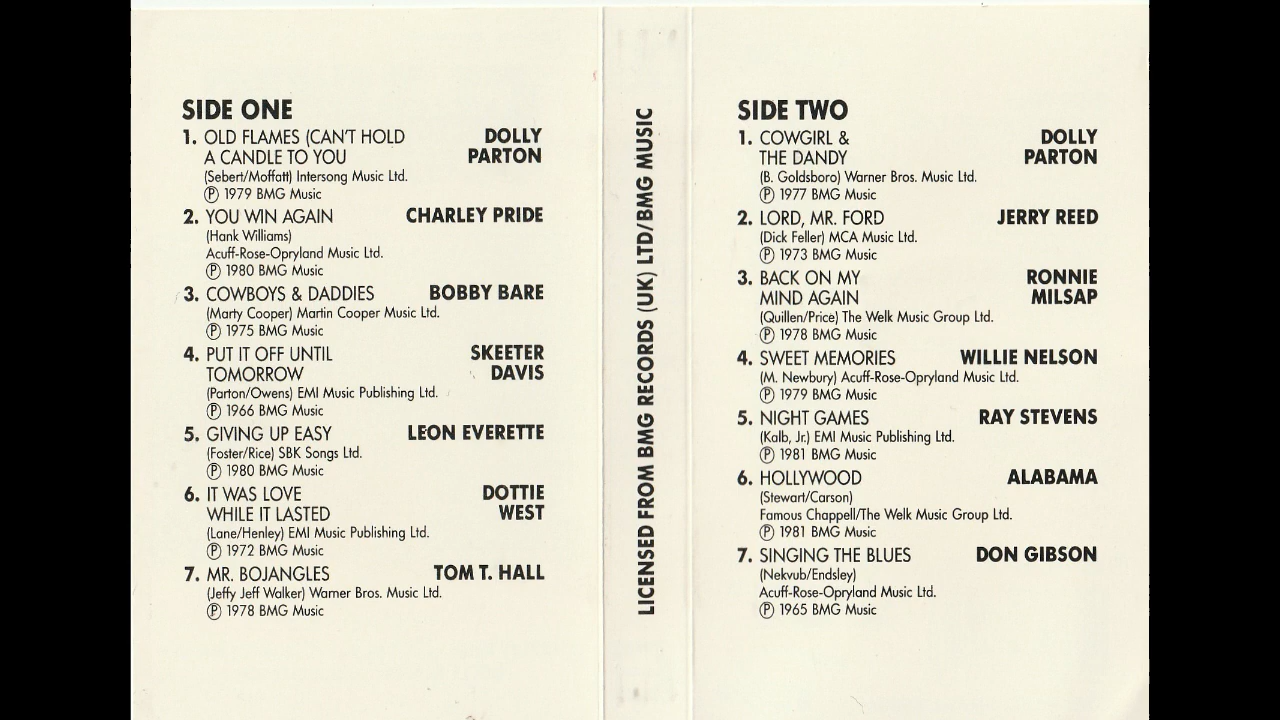 SIDE ONE
1. OLD FLAMES (CAN'T HOLD DOLLY
A CANDLE TO YOU PARTON
(Sebert/Moffatt) Intersong Music Ltd.
Ⓟ 1979 BMG Music
2. YOU WIN AGAIN CHARLEY PRIDE
(Hank Williams)
Acuff-Rose-Opryland Music Ltd.
Ⓟ 1980 BMG Music
3. COWBOYS & DADDIES BOBBY BARE
(Marty Cooper) Martin Cooper Music Ltd.
Ⓟ 1975 BMG Music
4. PUT IT OFF UNTIL SKEETER
TOMORROW DAVIS
(Parton/Owens) EMI Music Publishing Ltd.
Ⓟ 1966 BMG Music
5. GIVING UP EASY LEON EVERETTE
(Foster/Rice) SBK Songs Ltd.
Ⓟ 1980 BMG Music
6. IT WAS LOVE DOTTIE
WHILE IT LASTED WEST
(Lane/Henley) EMI Music Publishing Ltd.
Ⓟ 1972 BMG Music
7. MR. BOJANGLES TOM T. HALL
(Jeffy Jeff Walker) Warner Bros. Music Ltd.
Ⓟ 1978 BMG Music
LICENSED FROM BMG RECORDS (UK) LTD/BMG MUSIC
SIDE TWO
1. COWGIRL & DOLLY
THE DANDY PARTON
(B. Goldsboro) Warner Bros. Music Ltd.
Ⓟ 1977 BMG Music
2. LORD, MR. FORD JERRY REED
(Dick Feller) MCA Music Ltd.
Ⓟ 1973 BMG Music
3. BACK ON MY RONNIE
MIND AGAIN MILSAP
(Quillen/Price) The Welk Music Group Ltd.
Ⓟ 1978 BMG Music
4. SWEET MEMORIES WILLIE NELSON
(M. Newbury) Acuff-Rose-Opryland Music Ltd.
Ⓟ 1979 BMG Music
5. NIGHT GAMES RAY STEVENS
(Kalb, Jr.) EMI Music Publishing Ltd.
Ⓟ 1981 BMG Music
6. HOLLYWOOD ALABAMA
(Stewart/Carson)
Famous Chappell/The Welk Music Group Ltd.
Ⓟ 1981 BMG Music
7. SINGING THE BLUES DON GIBSON
(Nekvub/Endsley)
Acuff-Rose-Opryland Music Ltd.
Ⓟ 1965 BMG Music